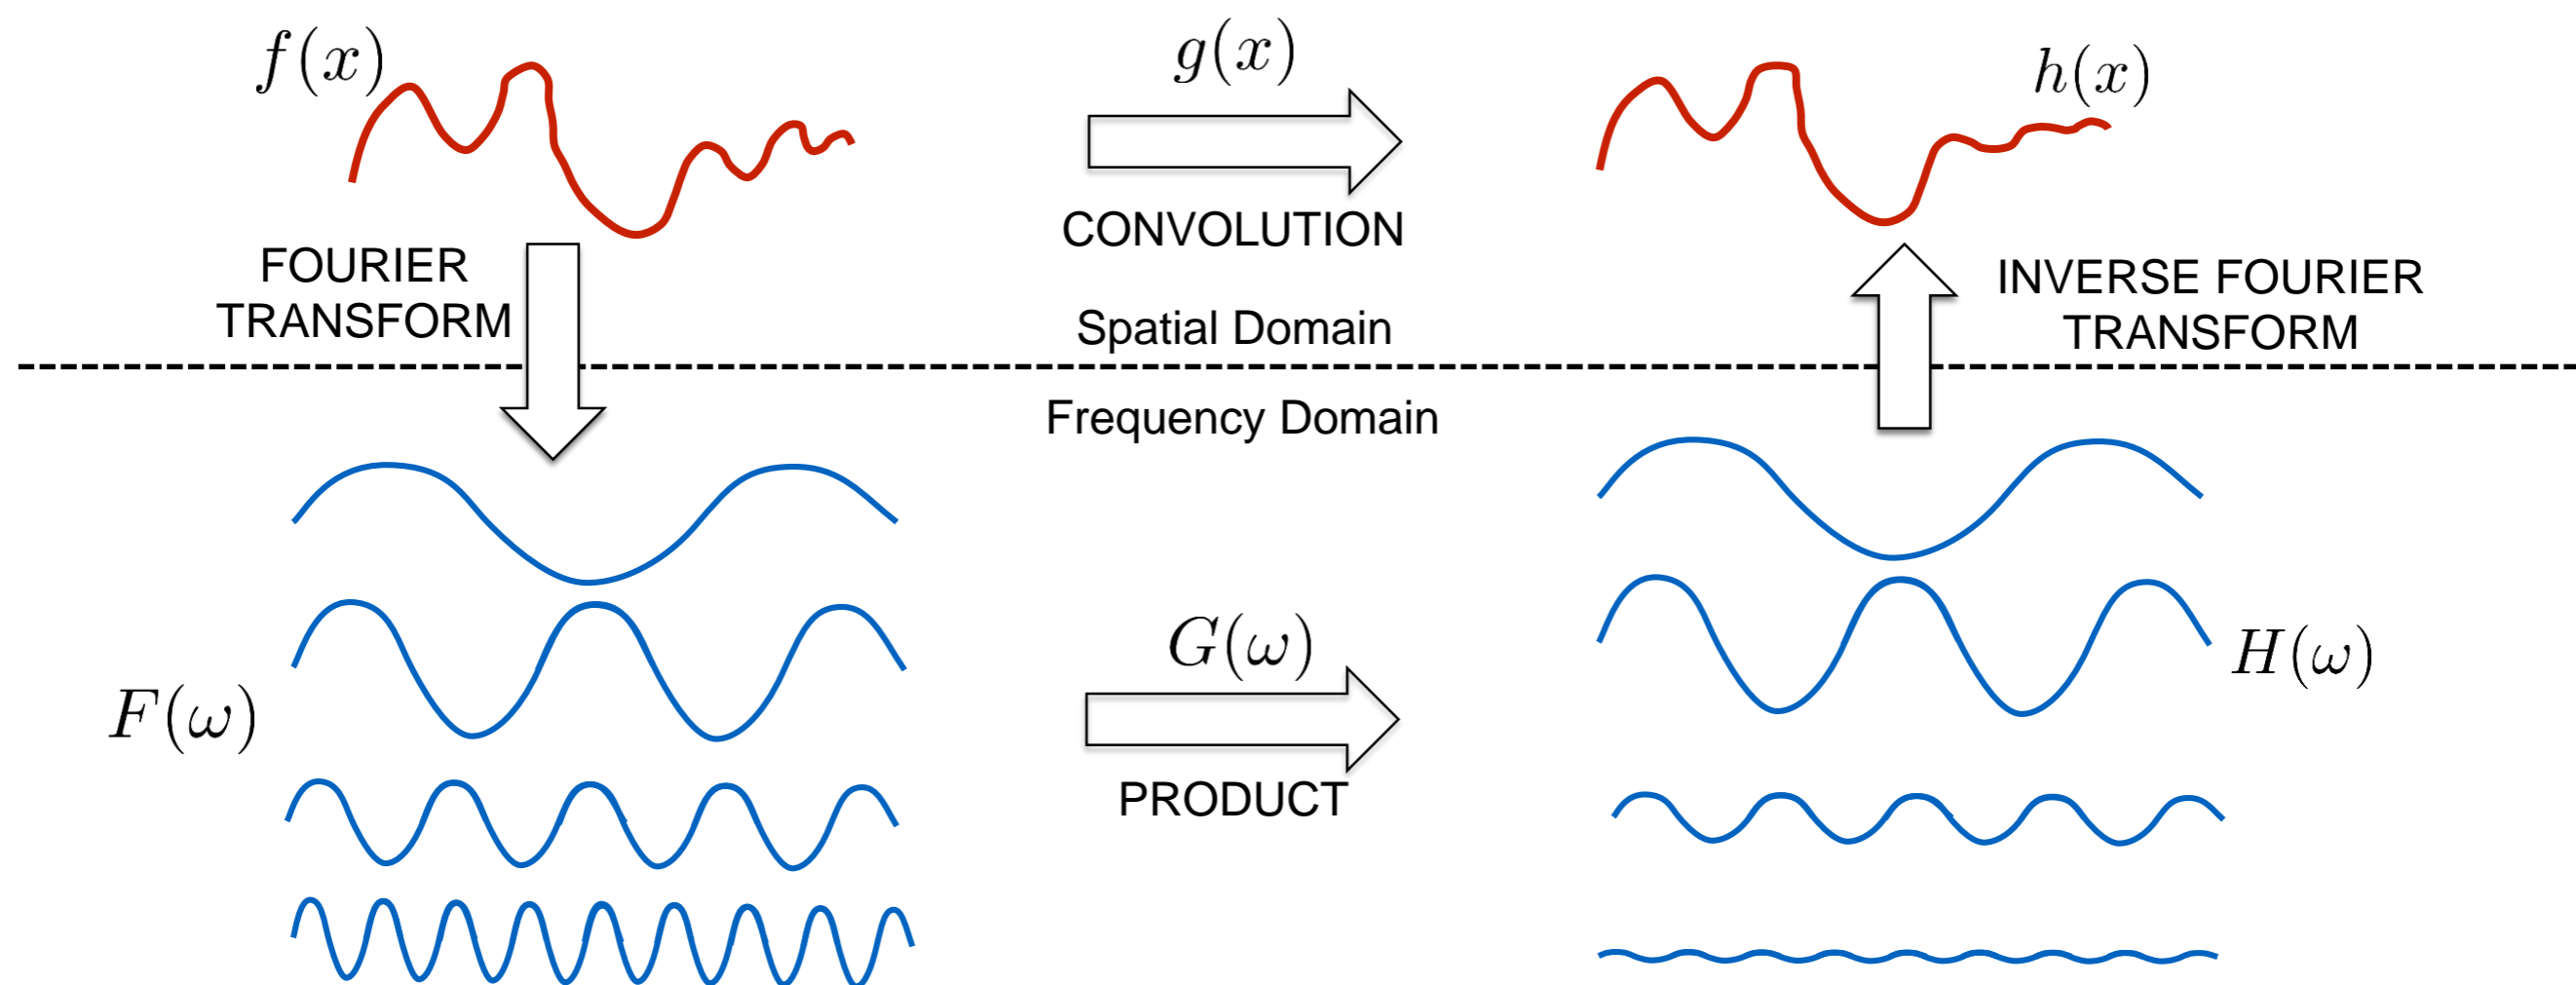 f(x)
g(x)
h(x)
CONVOLUTION
FOURIER
TRANSFORM
INVERSE FOURIER
TRANSFORM
Spatial Domain
Frequency Domain
F(ω)
G(ω)
H(ω)
PRODUCT